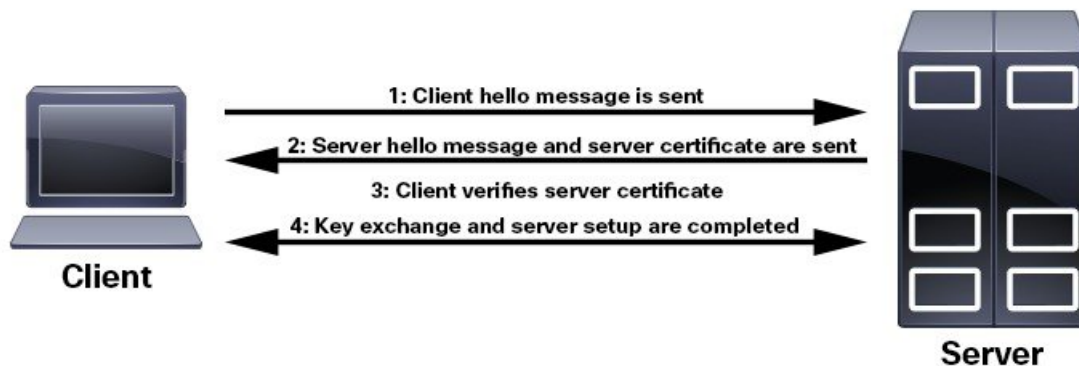 1: Client hello message is sent
2: Server hello message and server certificate are sent
3: Client verifies server certificate
4: Key exchange and server setup are completed
Client
Server